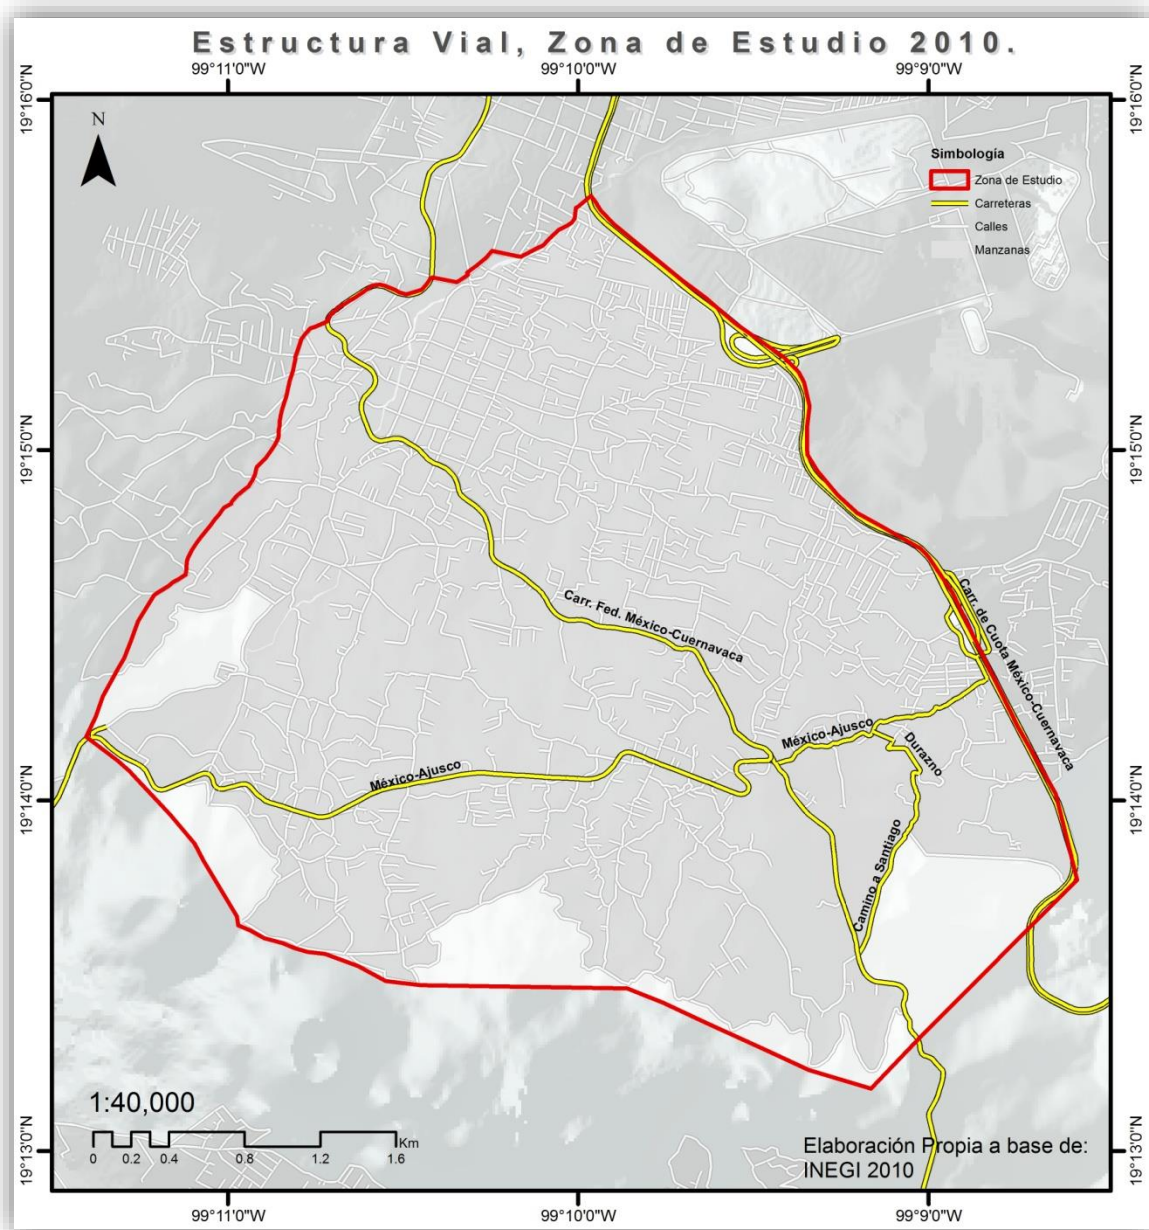 Estructura Vial, Zona de Estudio 2010.
99°11'0"W
99°10'0"W
99°9'0"W
19°16'0"N
19°16'0"N
N
Simbología
Zona de Estudio
Carreteras
Calles
Manzanas
19°15'0"N
19°15'0"N
Carr. Fed. México-Cuernavaca
Carr. de Cuota México-Cuernavaca
México-Ajusco
Durazno
México-Ajusco
19°14'0"N
19°14'0"N
Camino a Santiago
1:40,000
Km
0 0.2 0.4 0.8 1.2 1.6
Elaboración Propia a base de:
INEGI 2010
19°13'0"N
19°13'0"N
99°11'0"W
99°10'0"W
99°9'0"W